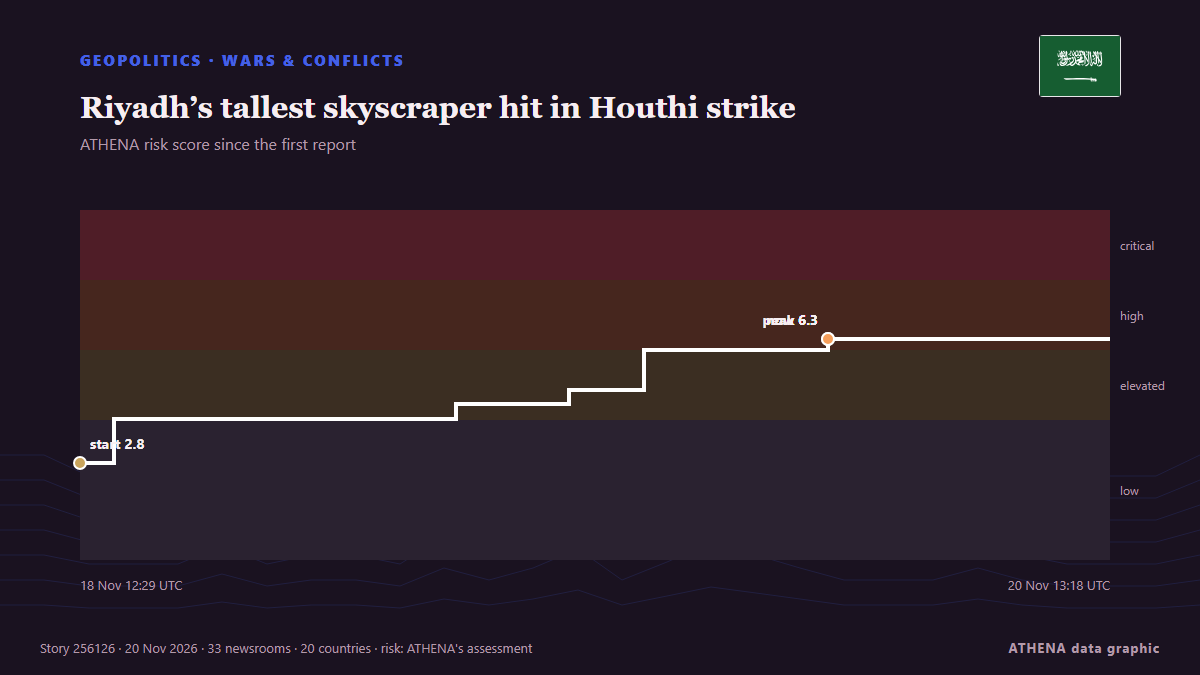 GEOPOLITICS · WARS & CONFLICTS
Riyadh’s tallest skyscraper hit in Houthi strike
ATHENA risk score since the first report
critical
high
peak 6.3
elevated
start 2.8
low
18 Nov 12:29 UTC
20 Nov 13:18 UTC
Story 256126 · 20 Nov 2026 · 33 newsrooms · 20 countries · risk: ATHENA's assessment
ATHENA data graphic